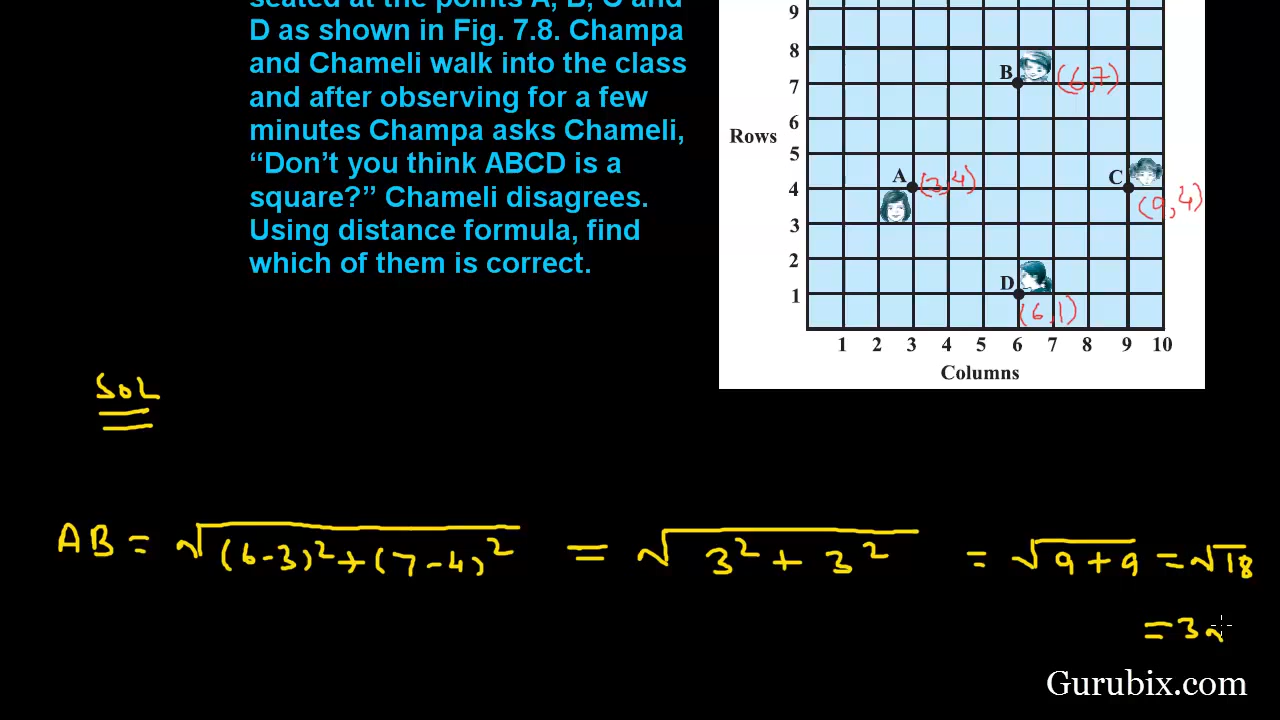 seated at the points A, B, C and
D as shown in Fig. 7.8. Champa
and Chameli walk into the class
and after observing for a few
minutes Champa asks Chameli,
“Don’t you think ABCD is a
square?” Chameli disagrees.
Using distance formula, find
which of them is correct.
9
8
7
6
5
4
3
2
1
Rows
B (6,7)
A (3,4)
C (9,4)
D (6,1)
1 2 3 4 5 6 7 8 9 10
Columns
SOL
AB = √(6-3)²+(7-4)² = √3²+3² = √9+9 = √18
= 3√
Gurubix.com